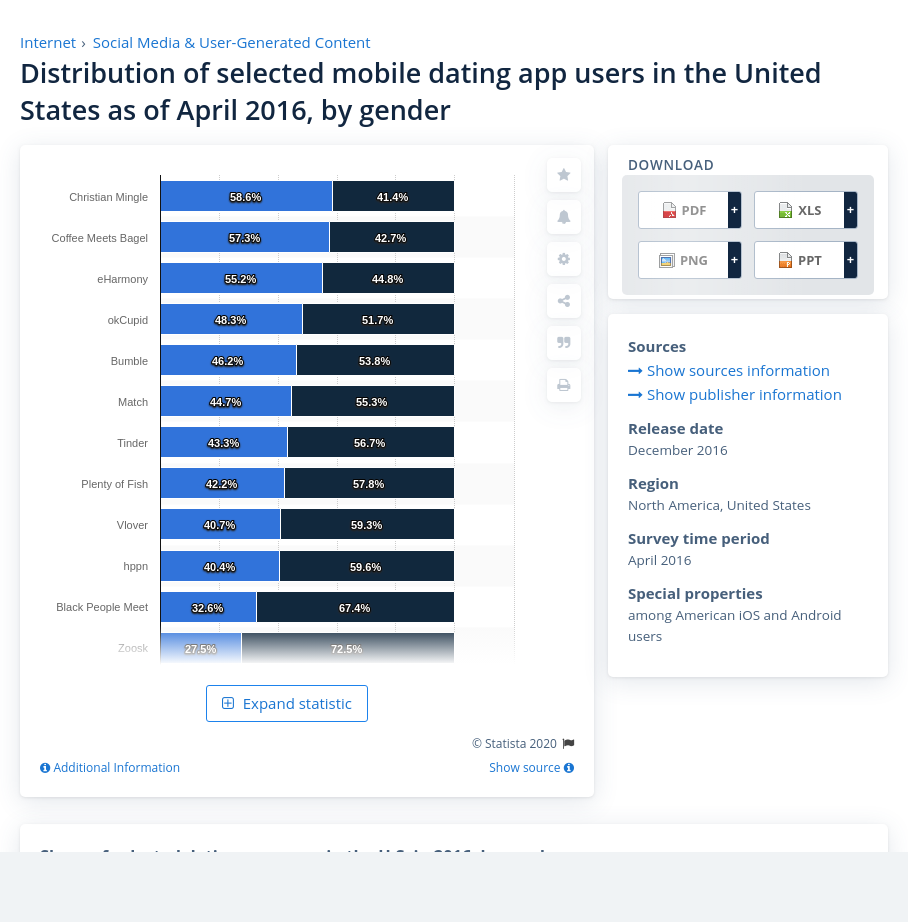 Internet › Social Media & User-Generated Content
Distribution of selected mobile dating app users in the United
States as of April 2016, by gender
Christian Mingle 58.6% 41.4%
Coffee Meets Bagel 57.3% 42.7%
eHarmony 55.2% 44.8%
okCupid 48.3% 51.7%
Bumble 46.2% 53.8%
Match 44.7% 55.3%
Tinder 43.3% 56.7%
Plenty of Fish 42.2% 57.8%
Vlover 40.7% 59.3%
hppn 40.4% 59.6%
Black People Meet 32.6% 67.4%
Zoosk 27.5% 72.5%
Expand statistic
© Statista 2020
Additional Information
Show source
DOWNLOAD
PDF + XLS +
PNG + PPT +
Sources
Show sources information
Show publisher information
Release date
December 2016
Region
North America, United States
Survey time period
April 2016
Special properties
among American iOS and Android
users